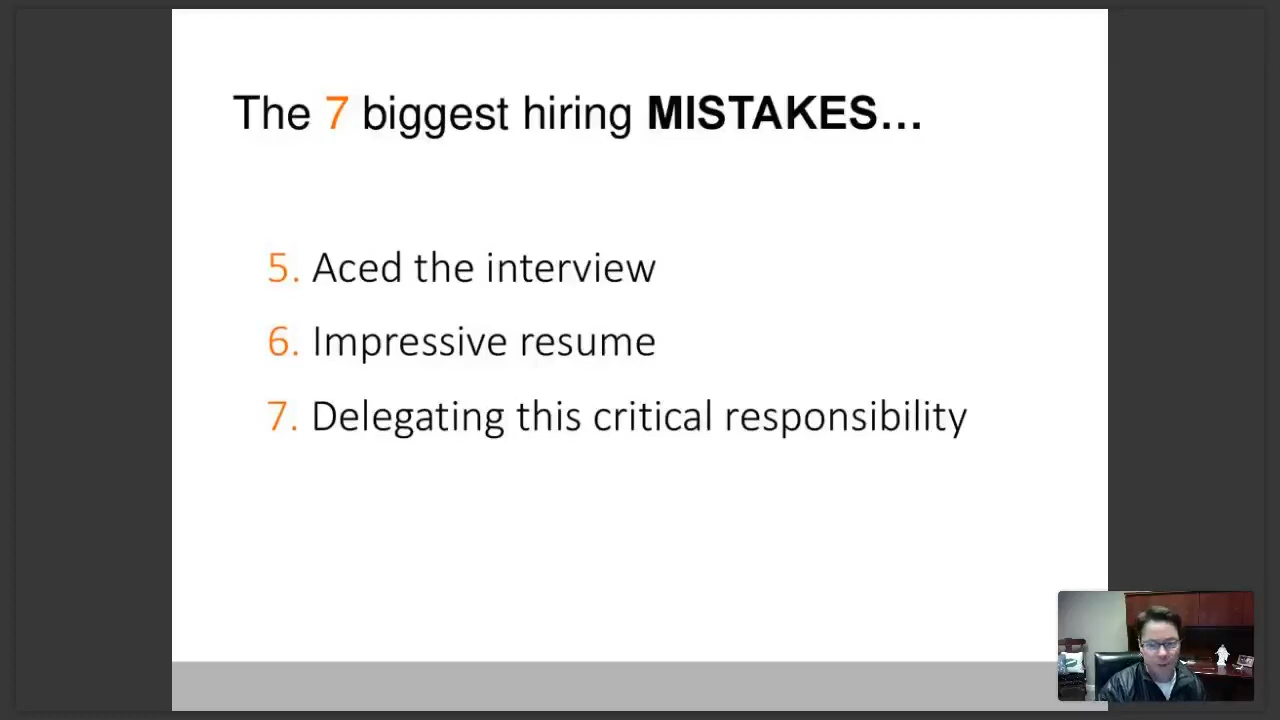 The 7 biggest hiring MISTAKES...
5. Aced the interview
6. Impressive resume
7. Delegating this critical responsibility